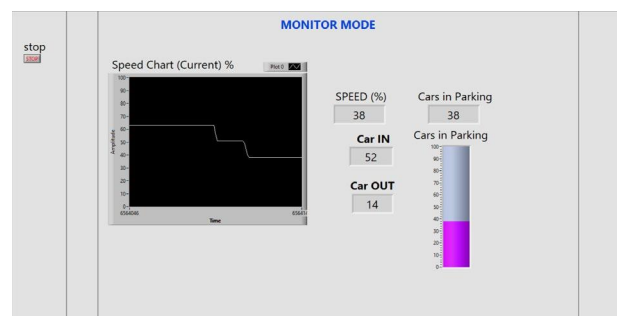 MONITOR MODE
stop
STOP
Speed Chart (Current) %
Plot 0
100-
90-
80-
70-
60-
50-
40-
30-
20-
10-
0-
Amplitude
6564046
Time
SPEED (%)
38
Cars in Parking
38
Car IN
52
Car OUT
14
Cars in Parking
100-
90-
80-
70-
60-
50-
40-
30-
20-
10-
0-